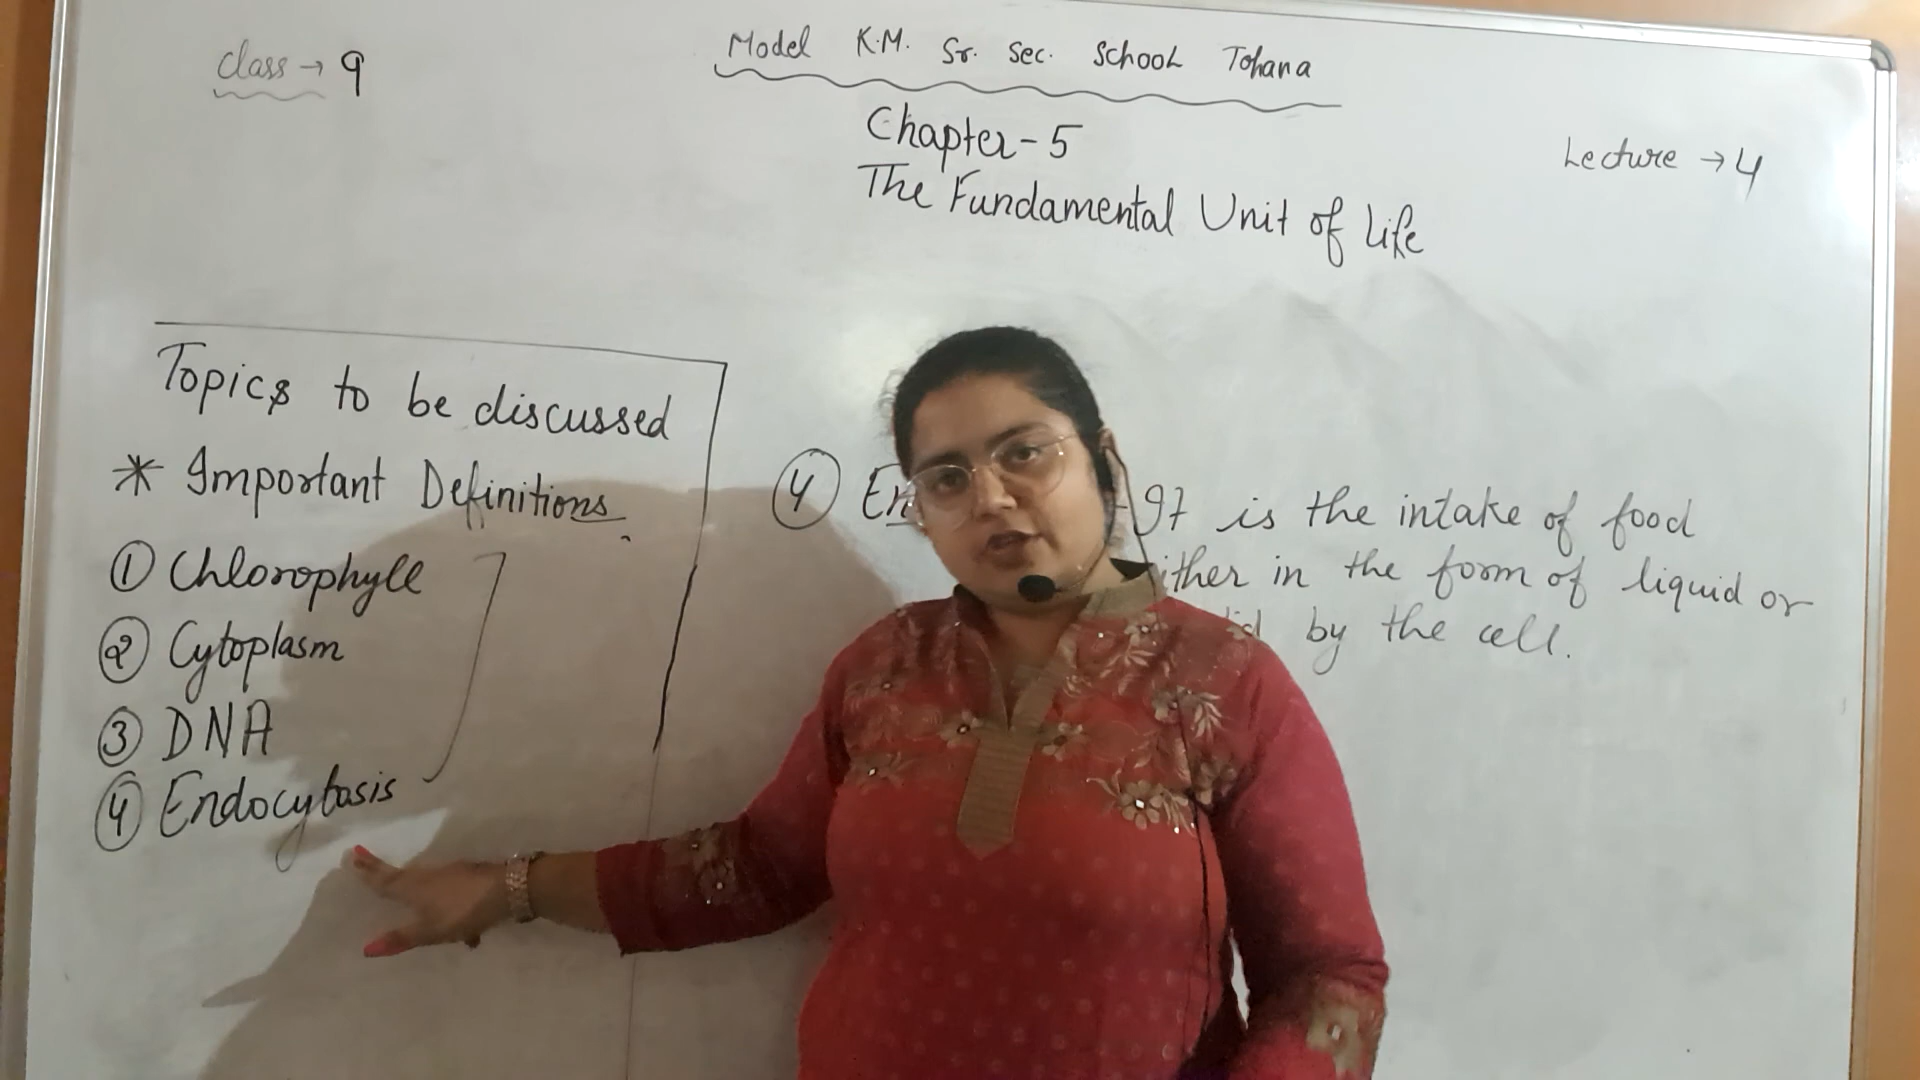 Class → 9
Model K.M. Sr. Sec. School Tohana
Chapter-5
The Fundamental Unit of Life
Lecture → 4
Topics to be discussed
* Important Definitions
① Chlorophyll
② Cytoplasm
③ DNA
④ Endocytosis
④ En - It is the intake of food
ither in the form of liquid or
by the cell.